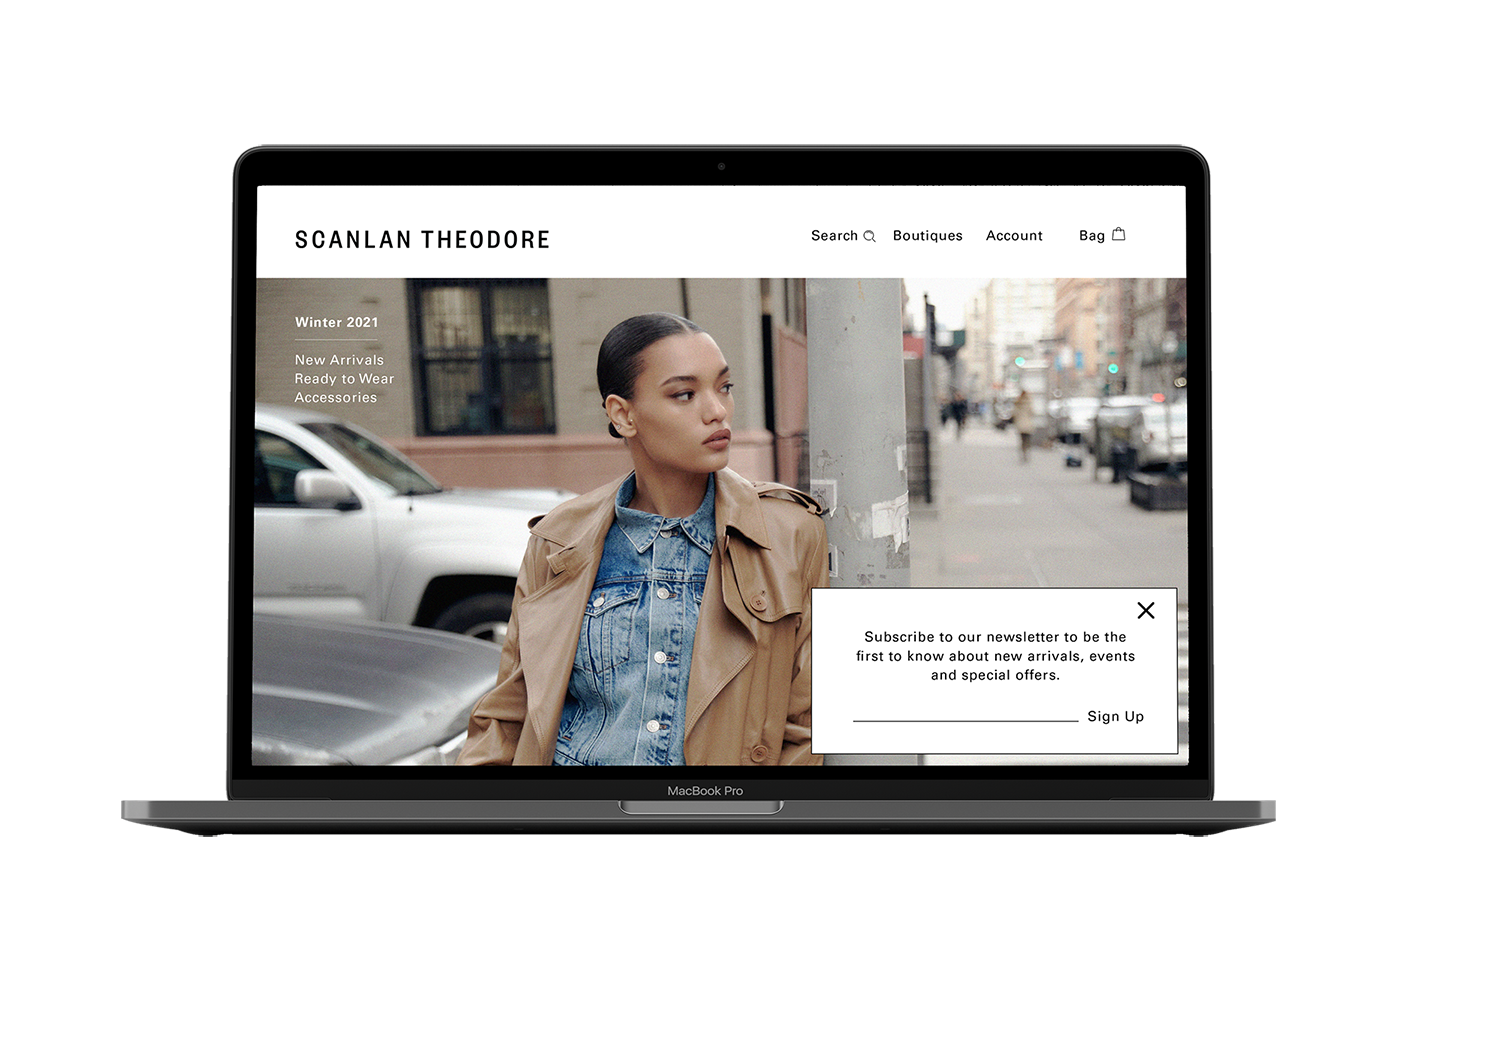 SCANLAN THEODORE
Search Boutiques Account Bag
Winter 2021
New Arrivals
Ready to Wear
Accessories
Subscribe to our newsletter to be the
first to know about new arrivals, events
and special offers.
Sign Up
MacBook Pro